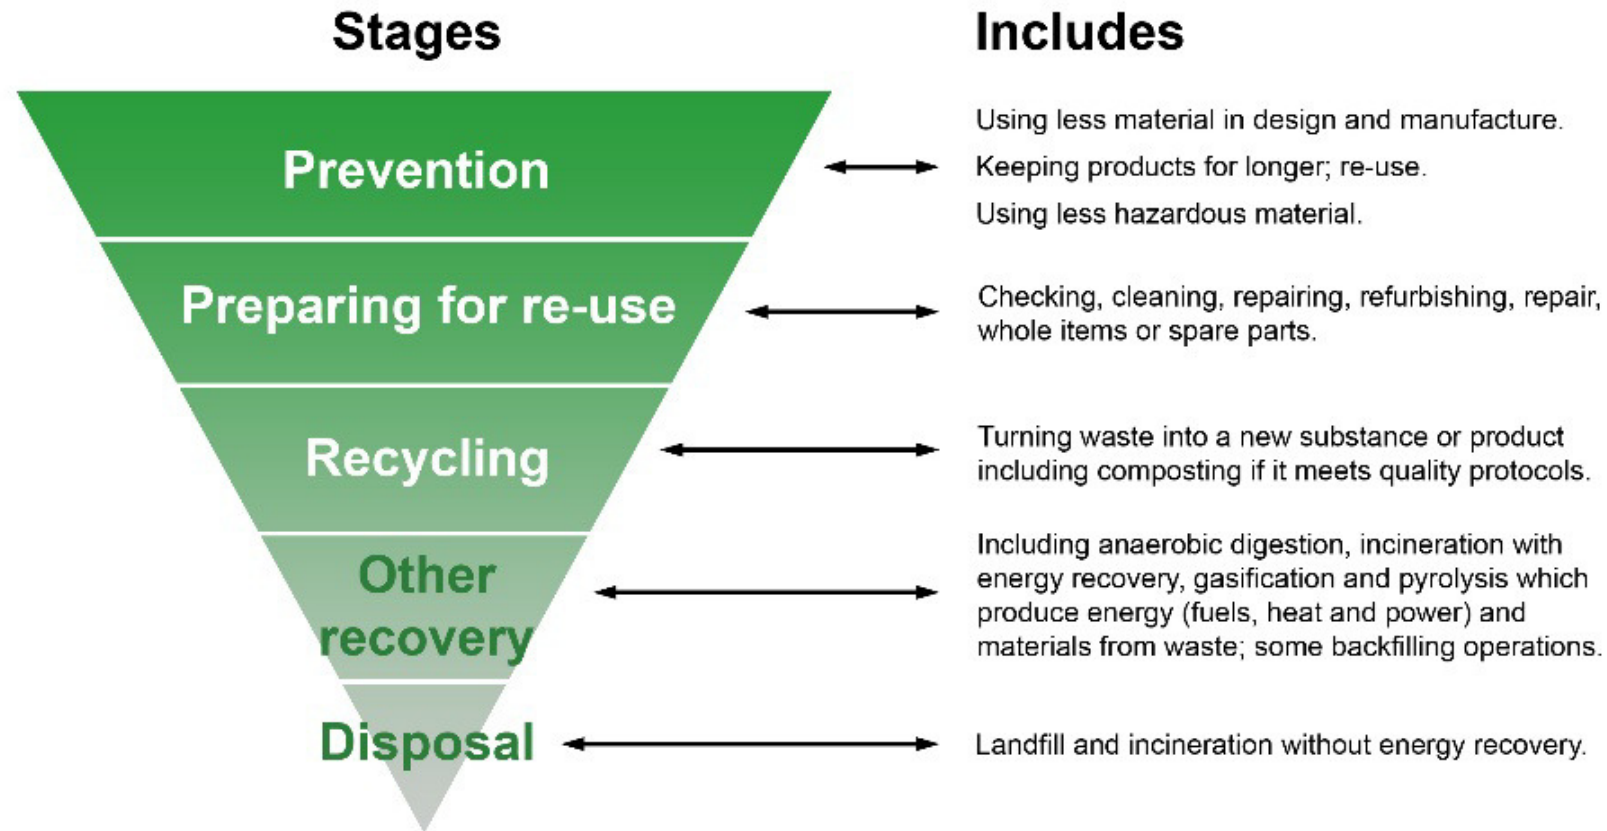 Stages
Includes
Prevention
Using less material in design and manufacture.
Keeping products for longer; re-use.
Using less hazardous material.
Preparing for re-use
Checking, cleaning, repairing, refurbishing, repair,
whole items or spare parts.
Recycling
Turning waste into a new substance or product
including composting if it meets quality protocols.
Other
recovery
Including anaerobic digestion, incineration with
energy recovery, gasification and pyrolysis which
produce energy (fuels, heat and power) and
materials from waste; some backfilling operations.
Disposal
Landfill and incineration without energy recovery.